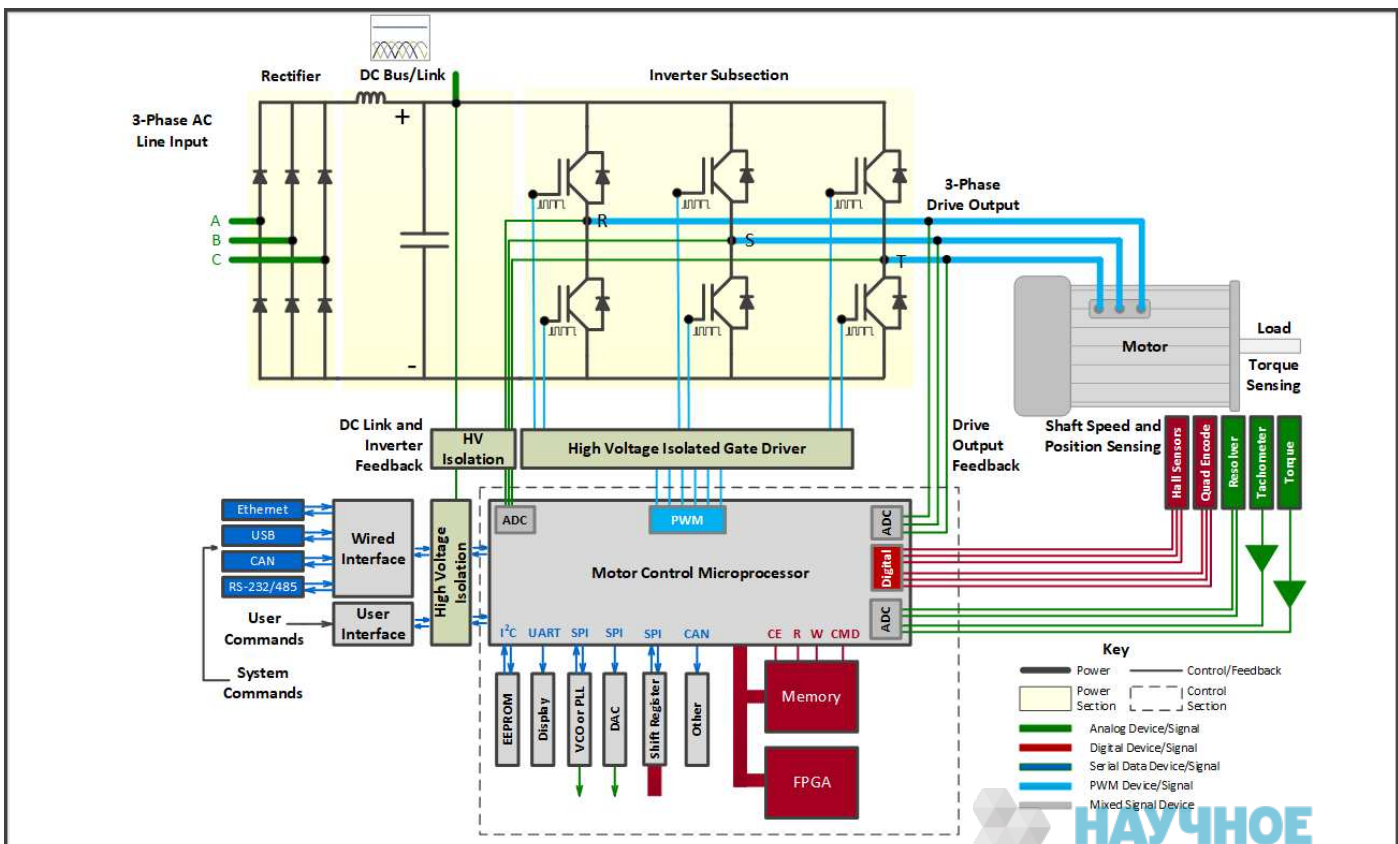 Rectifier
DC Bus/Link
Inverter Subsection
3-Phase AC
Line Input
+
-
A
B
C
R
S
T
3-Phase
Drive Output
Motor
Load
Torque
Sensing
DC Link and
Inverter
Feedback
HV
Isolation
High Voltage Isolated Gate Driver
Drive
Output
Feedback
Shaft Speed and
Position Sensing
Hall Sensors
Quad Encode
Resolver
Tachometer
Torque
Ethernet
USB
CAN
RS-232/485
Wired
Interface
User
Interface
High Voltage
Isolation
User
Commands
System
Commands
ADC
PWM
ADC
Digital
ADC
Motor Control Microprocessor
I²C
UART
SPI
SPI
SPI
CAN
CE
R
W
CMD
EEPROM
Display
VCO or PLL
DAC
Shift Register
Other
Memory
FPGA
Key
Power
Control/Feedback
Power
Section
Control
Section
Analog Device/Signal
Digital Device/Signal
Serial Data Device/Signal
PWM Device/Signal
Mixed Signal Device
НАУЧНОЕ